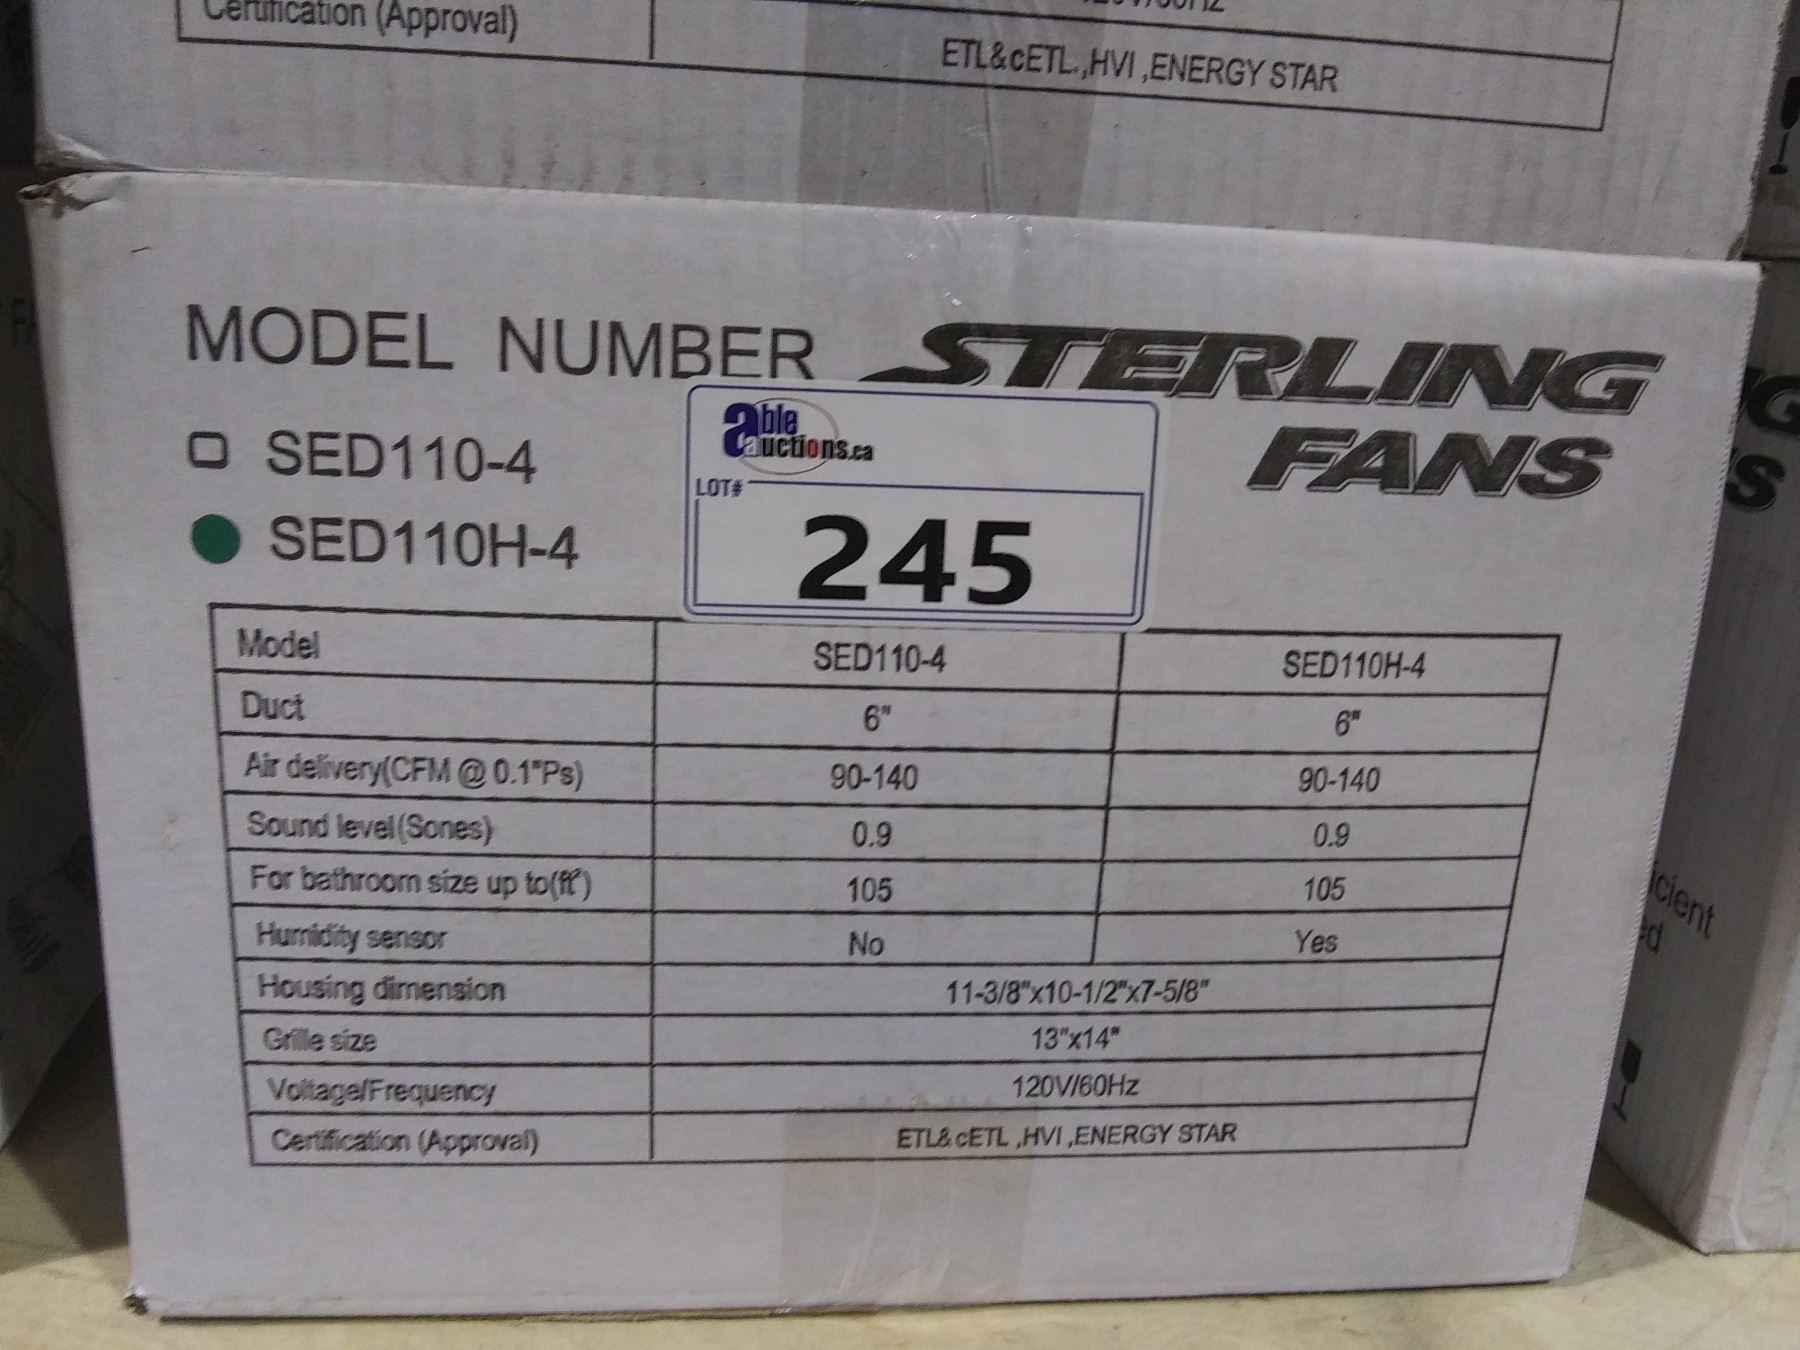 Certification (Approval)
ETL&cETL.,HVI ,ENERGY STAR
MODEL NUMBER
STERLING
FANS
SED110-4
SED110H-4
able
auctions.ca
LOT#
245
Model SED110-4 SED110H-4
Duct 6" 6"
Air delivery(CFM @ 0.1"Ps) 90-140 90-140
Sound level(Sones) 0.9 0.9
For bathroom size up to(ft²) 105 105
Humidity sensor No Yes
Housing dimension 11-3/8"x10-1/2"x7-5/8"
Grille size 13"x14"
Voltage/Frequency 120V/60Hz
Certification (Approval) ETL&cETL ,HVI ,ENERGY STAR